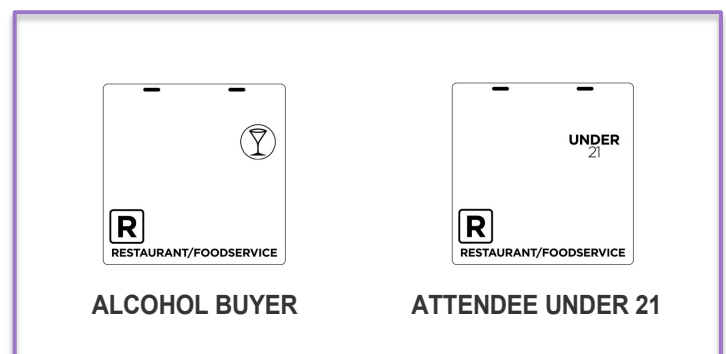 UNDER
21
R
RESTAURANT/FOODSERVICE
R
RESTAURANT/FOODSERVICE
ALCOHOL BUYER
ATTENDEE UNDER 21